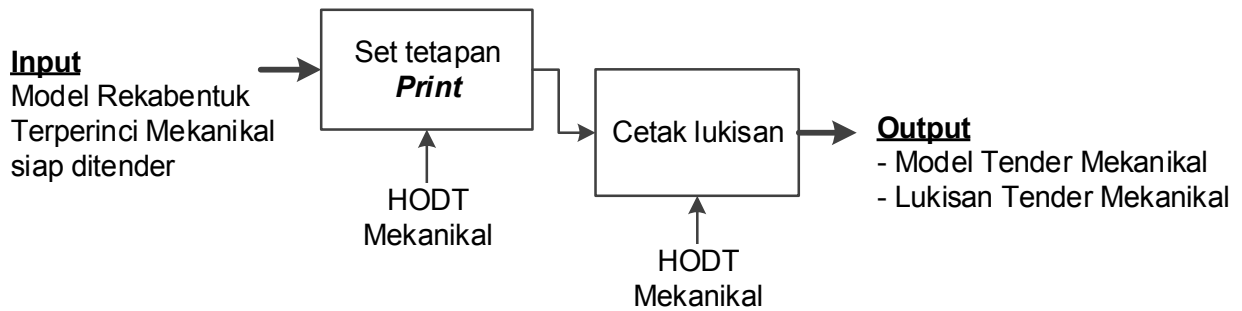 Input
Model Rekabentuk
Terperinci Mekanikal
siap ditender
Set tetapan
Print
HODT
Mekanikal
Cetak lukisan
HODT
Mekanikal
Output
- Model Tender Mekanikal
- Lukisan Tender Mekanikal